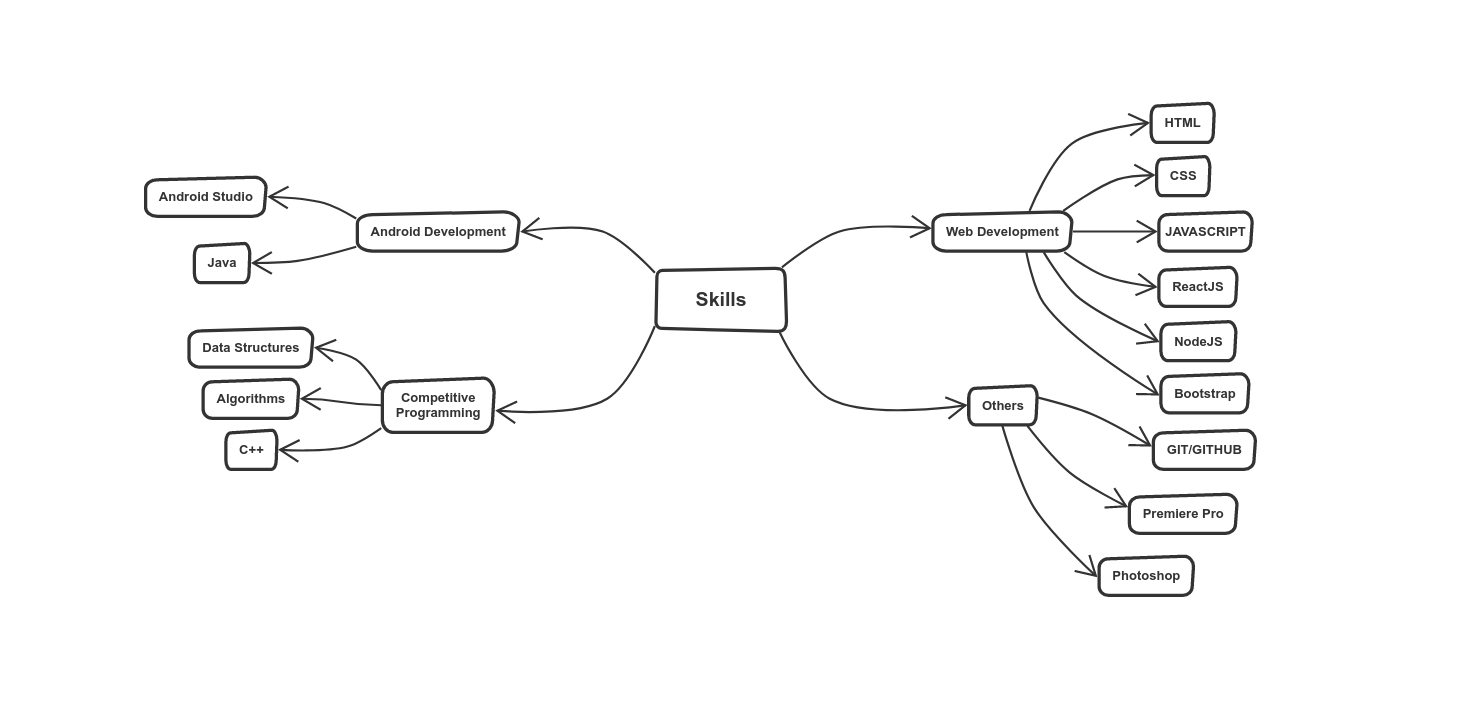 Skills
Android Development
Android Studio
Java
Competitive
Programming
Data Structures
Algorithms
C++
Web Development
HTML
CSS
JAVASCRIPT
ReactJS
NodeJS
Bootstrap
Others
GIT/GITHUB
Premiere Pro
Photoshop